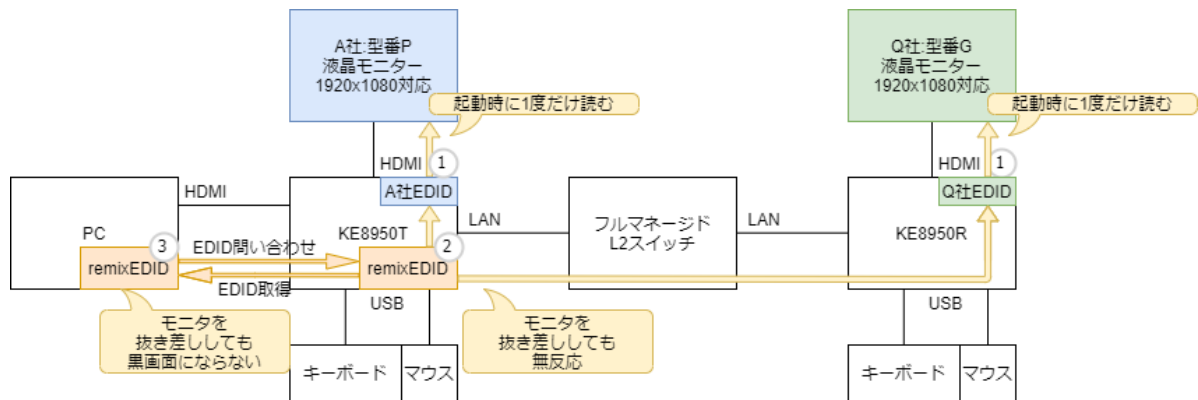 A社:型番P
液晶モニター
1920x1080対応
起動時に1度だけ読む
HDMI
1
A社EDID
Q社:型番G
液晶モニター
1920x1080対応
起動時に1度だけ読む
HDMI
1
Q社EDID
HDMI
PC
3
remixEDID
EDID問い合わせ
EDID取得
KE8950T
2
remixEDID
LAN
フルマネージド
L2スイッチ
LAN
KE8950R
USB
USB
モニタを
抜き差ししても
黒画面にならない
モニタを
抜き差ししても
無反応
キーボード
マウス
キーボード
マウス